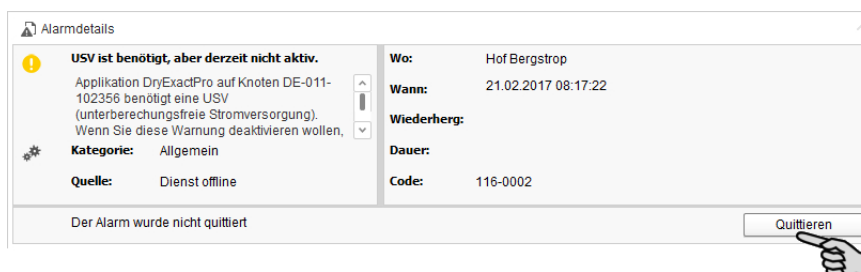 Alarmdetails
USV ist benötigt, aber derzeit nicht aktiv.
Applikation DryExactPro auf Knoten DE-011-
102356 benötigt eine USV
(unterberechungsfreie Stromversorgung).
Wenn Sie diese Warnung deaktivieren wollen,
Kategorie: Allgemein
Quelle: Dienst offline
Wo: Hof Bergstrop
Wann: 21.02.2017 08:17:22
Wiederherg:
Dauer:
Code: 116-0002
Der Alarm wurde nicht quittiert
Quittieren